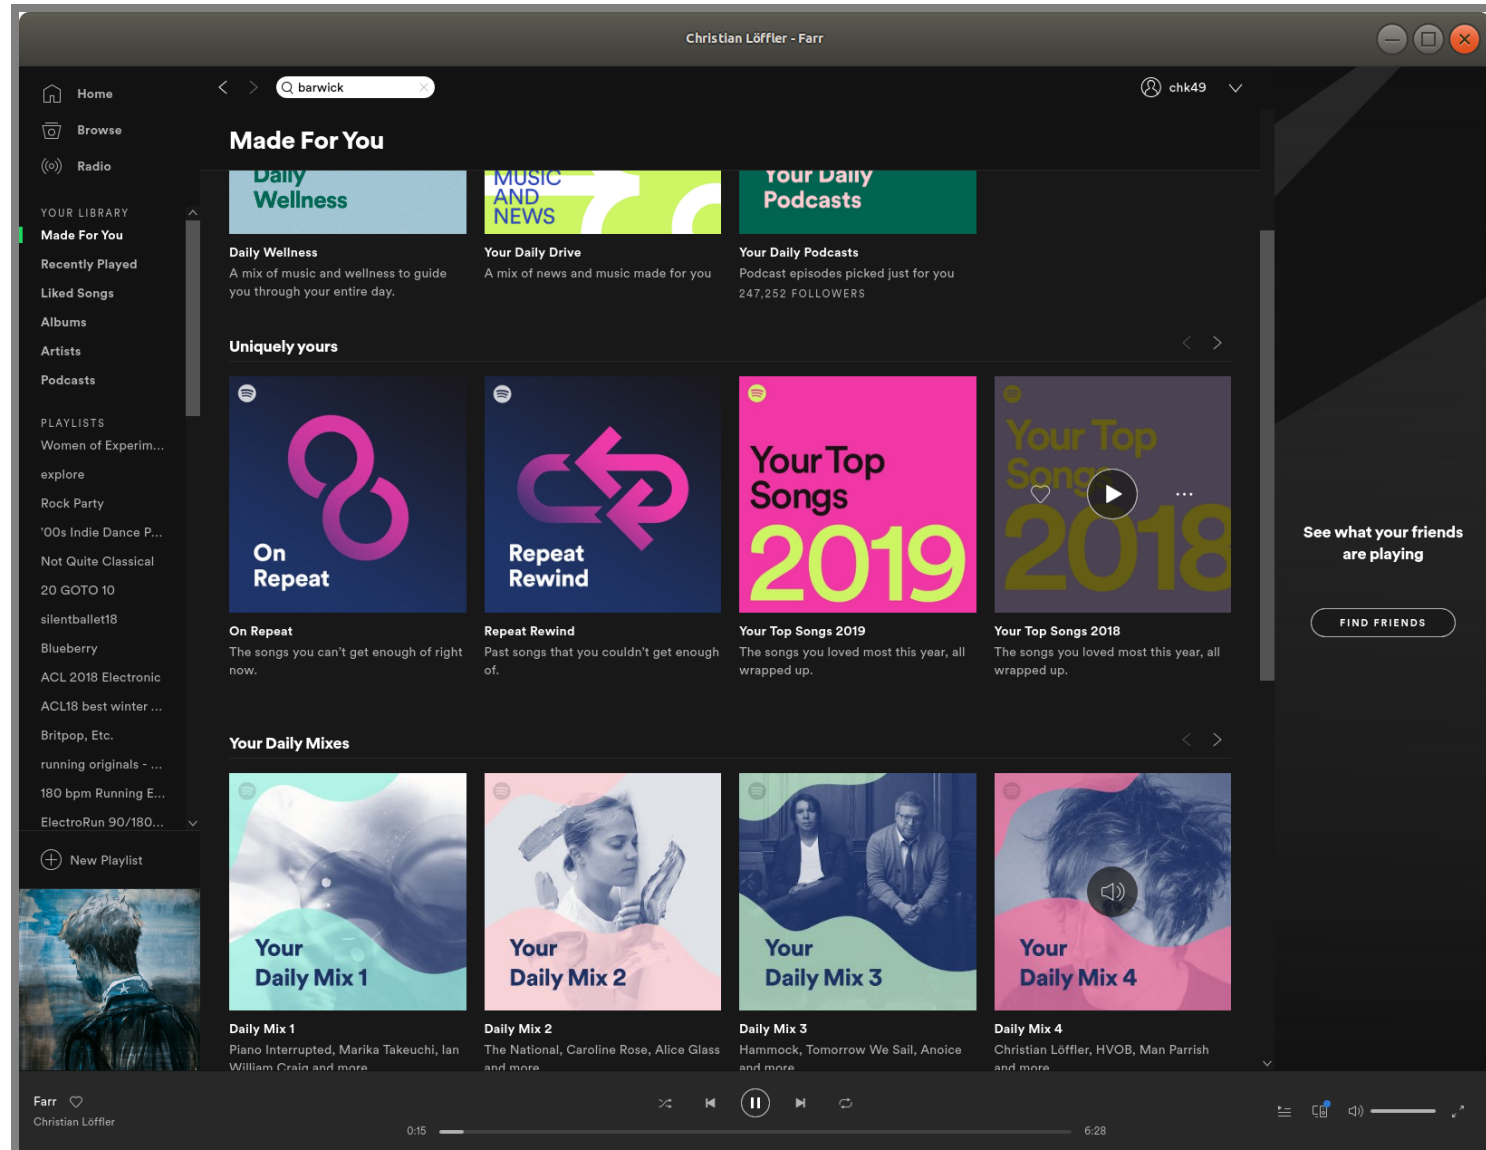 Christian Löffler - Farr
Home
Browse
Radio
YOUR LIBRARY
Made For You
Recently Played
Liked Songs
Albums
Artists
Podcasts
PLAYLISTS
Women of Experim...
explore
Rock Party
'00s Indie Dance P...
Not Quite Classical
20 GOTO 10
silentballet18
Blueberry
ACL 2018 Electronic
ACL18 best winter ...
Britpop, Etc.
running originals - ...
180 bpm Running E...
ElectroRun 90/180...
New Playlist
barwick
chk49
Made For You
Daily
Wellness
MUSIC
AND
NEWS
Your Daily
Podcasts
Daily Wellness
A mix of music and wellness to guide
you through your entire day.
Your Daily Drive
A mix of news and music made for you
Your Daily Podcasts
Podcast episodes picked just for you
247,252 FOLLOWERS
Uniquely yours
On
Repeat
Repeat
Rewind
Your Top
Songs
2019
Your Top
Songs
2018
On Repeat
The songs you can't get enough of right
now.
Repeat Rewind
Past songs that you couldn't get enough
of.
Your Top Songs 2019
The songs you loved most this year, all
wrapped up.
Your Top Songs 2018
The songs you loved most this year, all
wrapped up.
Your Daily Mixes
Your
Daily Mix 1
Your
Daily Mix 2
Your
Daily Mix 3
Your
Daily Mix 4
Daily Mix 1
Piano Interrupted, Marika Takeuchi, Ian
William Craig and more
Daily Mix 2
The National, Caroline Rose, Alice Glass
and more
Daily Mix 3
Hammock, Tomorrow We Sail, Anoice
and more
Daily Mix 4
Christian Löffler, HVOB, Man Parrish
and more
See what your friends
are playing
FIND FRIENDS
Farr
Christian Löffler
0:15
6:28